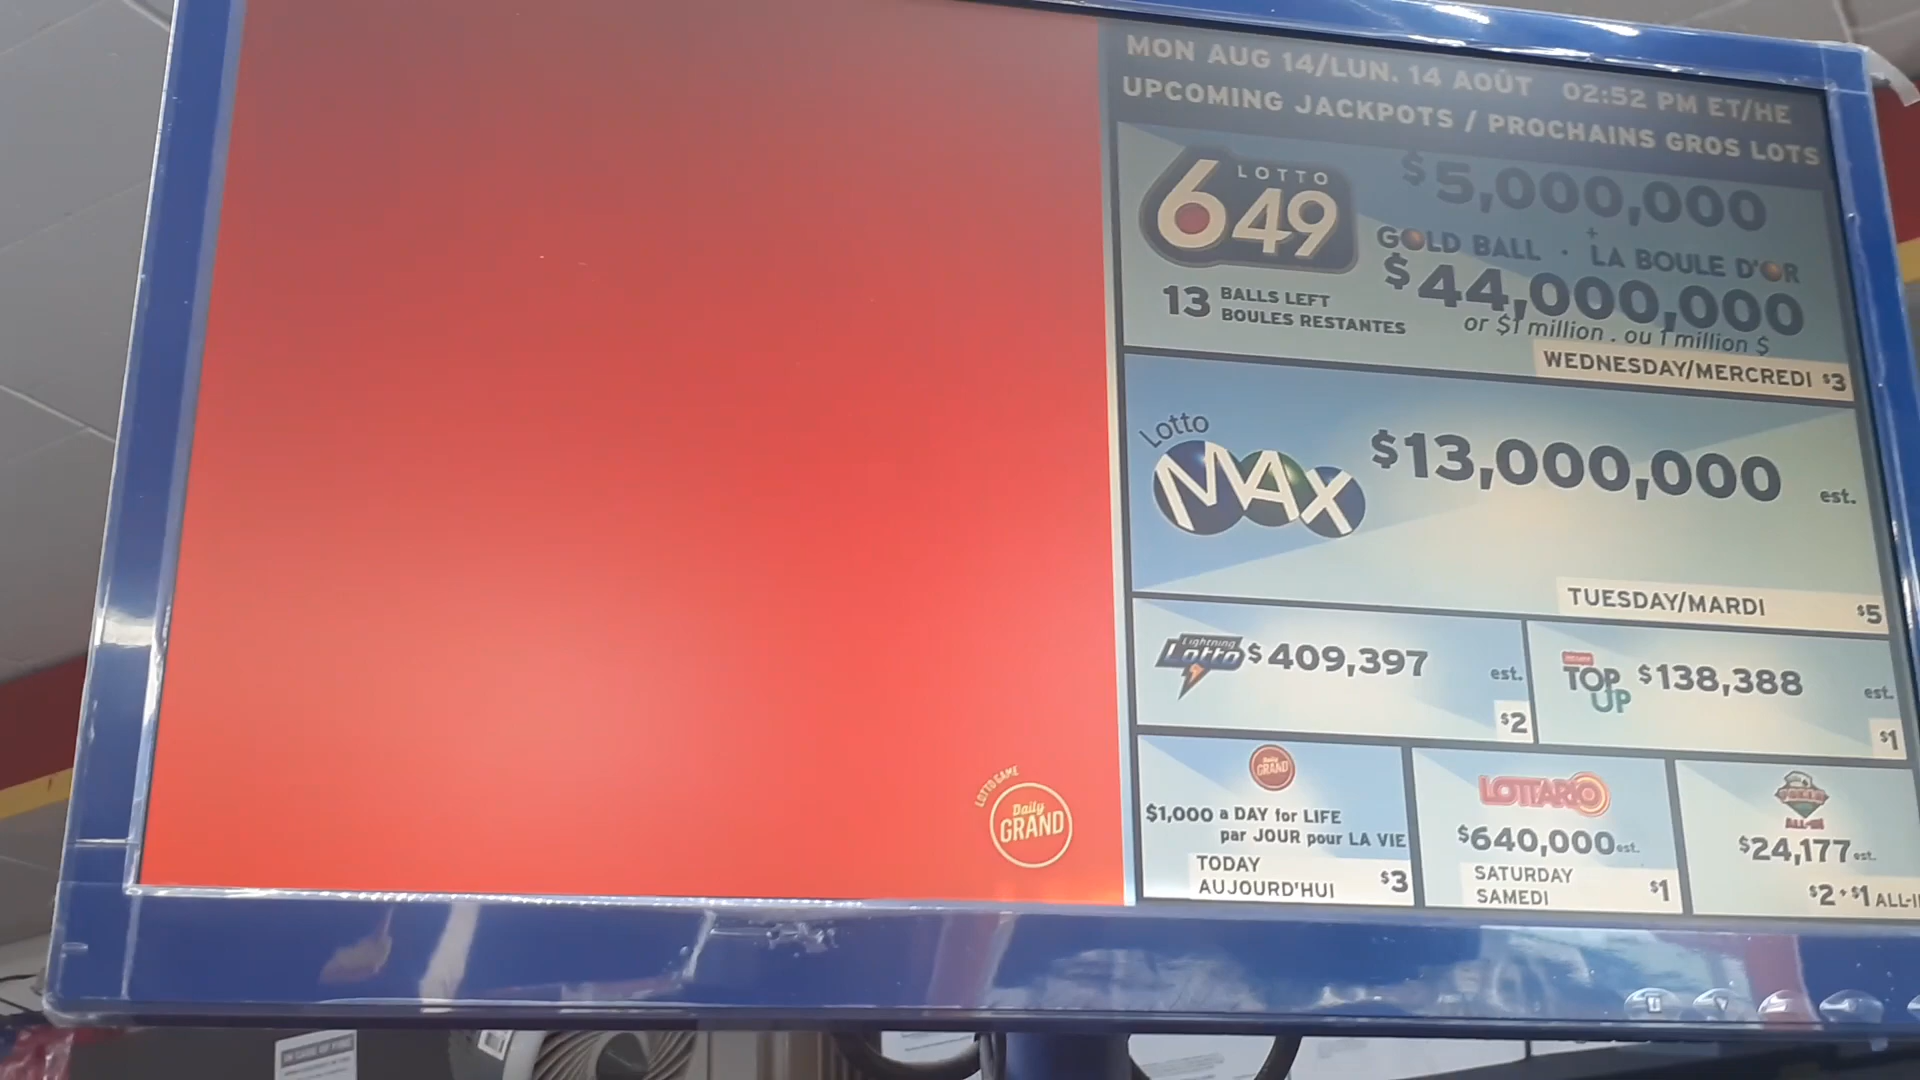 MON AUG 14/LUN. 14 AOÛT 02:52 PM ET/HE
UPCOMING JACKPOTS / PROCHAINS GROS LOTS
LOTTO
649
$5,000,000
+
GOLD BALL · LA BOULE D'OR
$44,000,000
or $1 million . ou 1 million $
13 BALLS LEFT
BOULES RESTANTES
WEDNESDAY/MERCREDI $3
Lotto
MAX
$13,000,000 est.
TUESDAY/MARDI $5
Lightning
Lotto
$409,397 est.
$2
TOP
UP
$138,388 est.
$1
Daily
GRAND
$1,000 a DAY for LIFE
par JOUR pour LA VIE
TODAY
AUJOURD'HUI
$3
LOTTARIO
$640,000 est.
SATURDAY
SAMEDI
$1
POKER
ALL-IN
$24,177 est.
$2 + $1 ALL-I
LOTTO GAME
Daily
GRAND